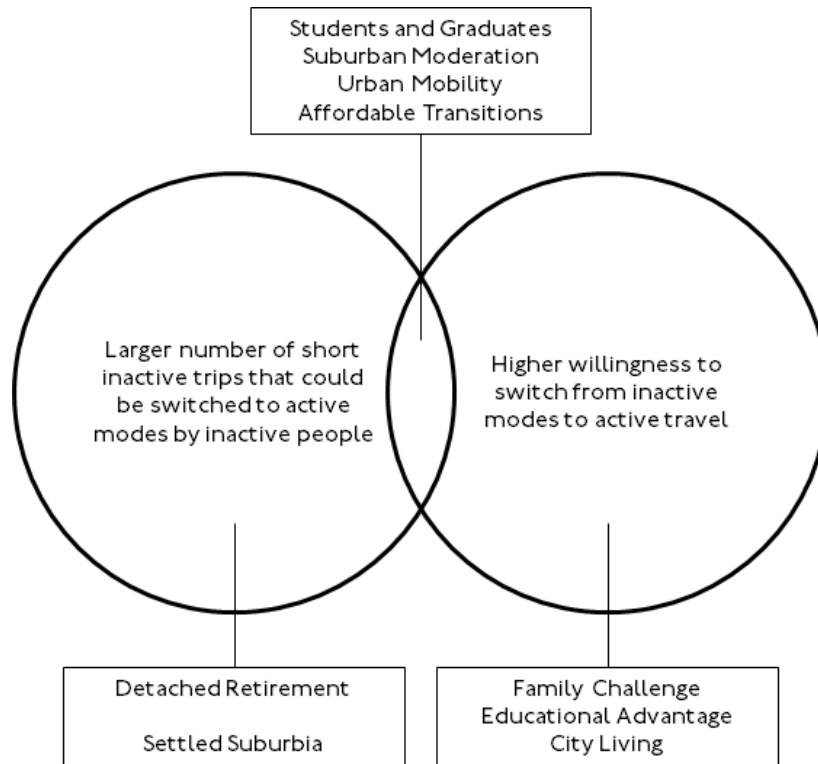 Students and Graduates
Suburban Moderation
Urban Mobility
Affordable Transitions
Larger number of short
inactive trips that could
be switched to active
modes by inactive people
Higher willingness to
switch from inactive
modes to active travel
Detached Retirement
Settled Suburbia
Family Challenge
Educational Advantage
City Living